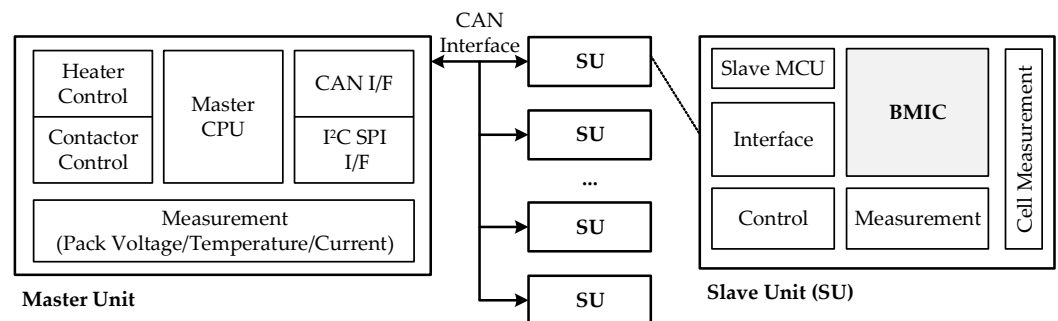 Heater
Control
Contactor
Control
Master
CPU
CAN I/F
I²C SPI
I/F
Measurement
(Pack Voltage/Temperature/Current)
Master Unit
CAN
Interface
SU
SU
...
SU
SU
Slave MCU
Interface
Control
BMIC
Measurement
Cell Measurement
Slave Unit (SU)